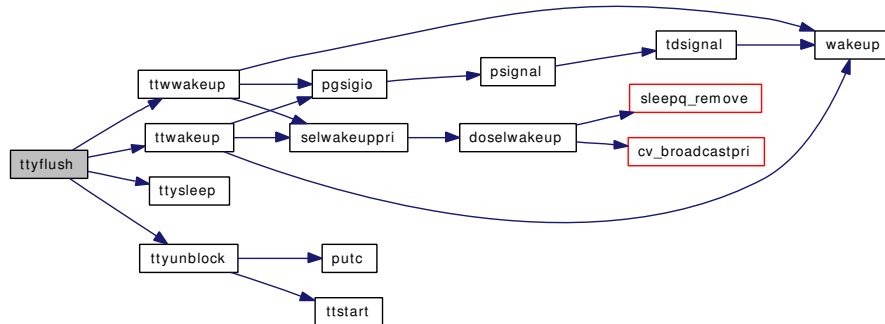 ttyflush
ttwwakeup
ttwakeup
ttysleep
ttyunblock
pgsigio
selwakeuppri
putc
ttstart
psignal
doselwakeup
tdsignal
sleepq_remove
cv_broadcastpri
wakeup